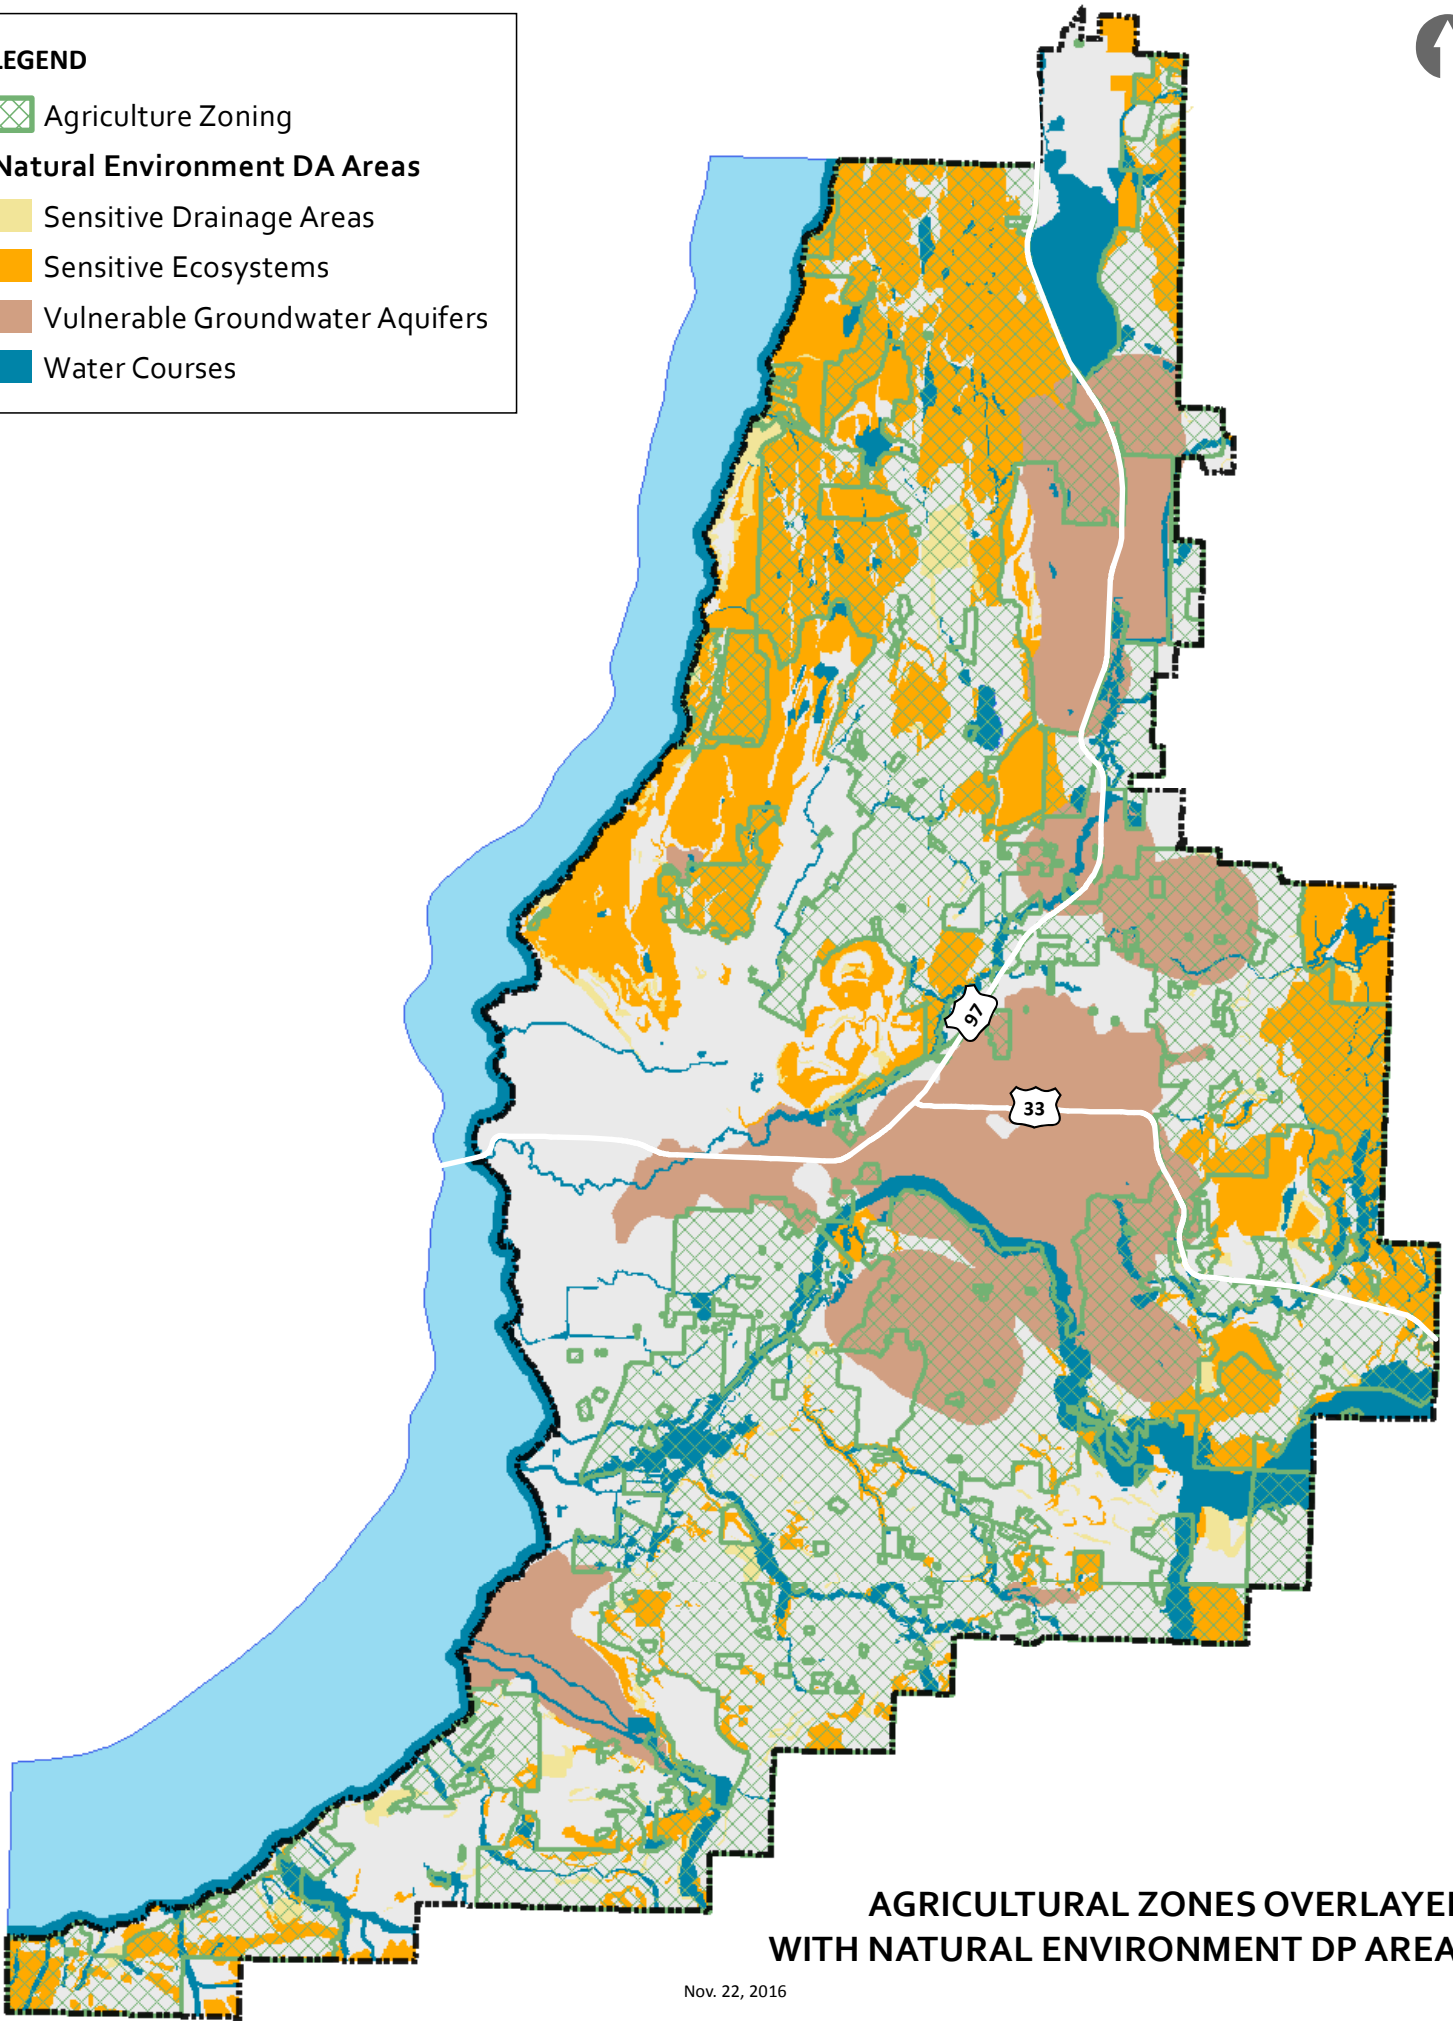 LEGEND
Agriculture Zoning
Natural Environment DA Areas
Sensitive Drainage Areas
Sensitive Ecosystems
Vulnerable Groundwater Aquifers
Water Courses
97
33
AGRICULTURAL ZONES OVERLAYE
WITH NATURAL ENVIRONMENT DP AREA
Nov. 22, 2016